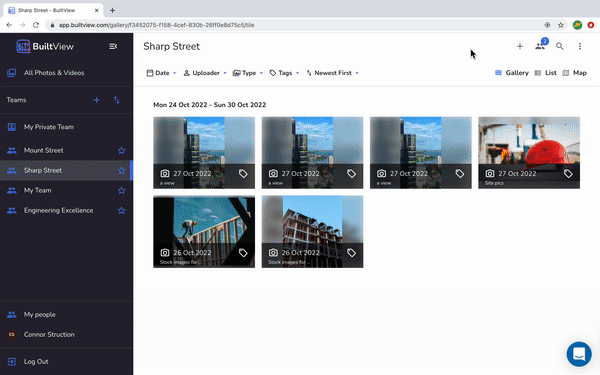 Sharp Street - BuiltView
app.builtview.com/gallery/f3452075-f158-4cef-830b-26ff0e8d75c5/tile
BuiltView
All Photos & Videos
Teams
My Private Team
Mount Street
Sharp Street
My Team
Engineering Excellence
My people
CS
Connor Struction
Log Out
Sharp Street
2
Date
Uploader
Type
Tags
Newest First
Gallery
List
Map
Mon 24 Oct 2022 - Sun 30 Oct 2022
27 Oct 2022
a view
27 Oct 2022
a view
27 Oct 2022
a view
27 Oct 2022
Site pics
26 Oct 2022
Stock images for...
26 Oct 2022
Stock images for ...